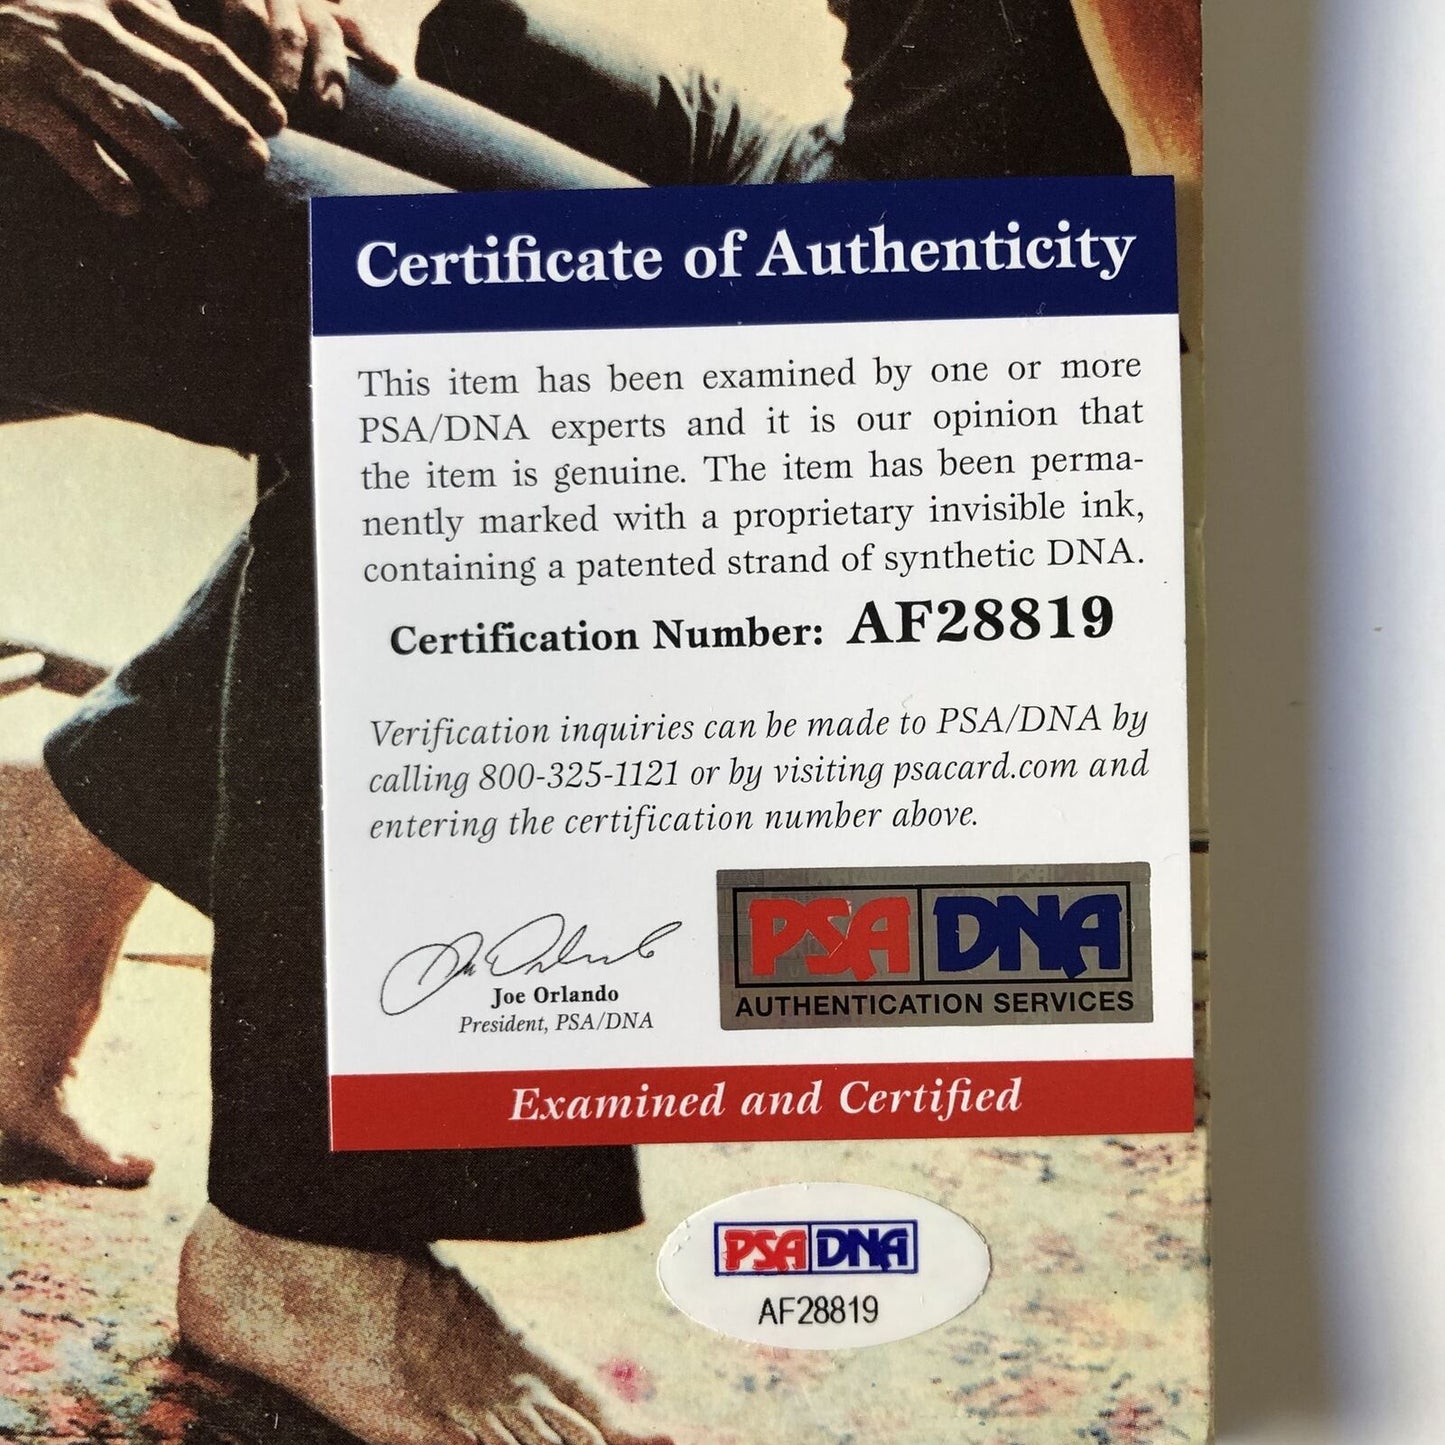 Certificate of Authenticity
This item has been examined by one or more
PSA/DNA experts and it is our opinion that
the item is genuine. The item has been perma-
nently marked with a proprietary invisible ink,
containing a patented strand of synthetic DNA.
Certification Number: AF28819
Verification inquiries can be made to PSA/DNA by
calling 800-325-1121 or by visiting psacard.com and
entering the certification number above.
Joe Orlando
President, PSA/DNA
PSA DNA
AUTHENTICATION SERVICES
Examined and Certified
PSA DNA
AF28819